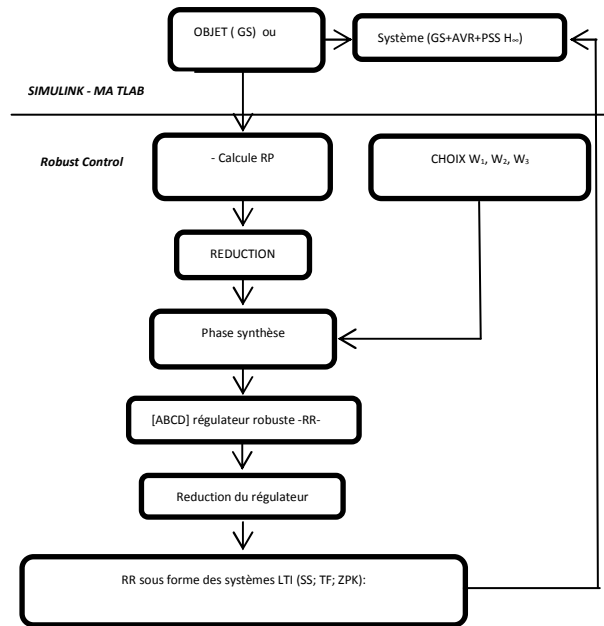 OBJET ( GS)  ou
Système (GS+AVR+PSS H∞)
SIMULINK - MA TLAB
Robust Control
- Calcule RP
CHOIX W₁, W₂, W₃
REDUCTION
Phase synthèse
[ABCD] régulateur robuste -RR-
Reduction du régulateur
RR sous forme des systèmes LTI (SS; TF; ZPK):